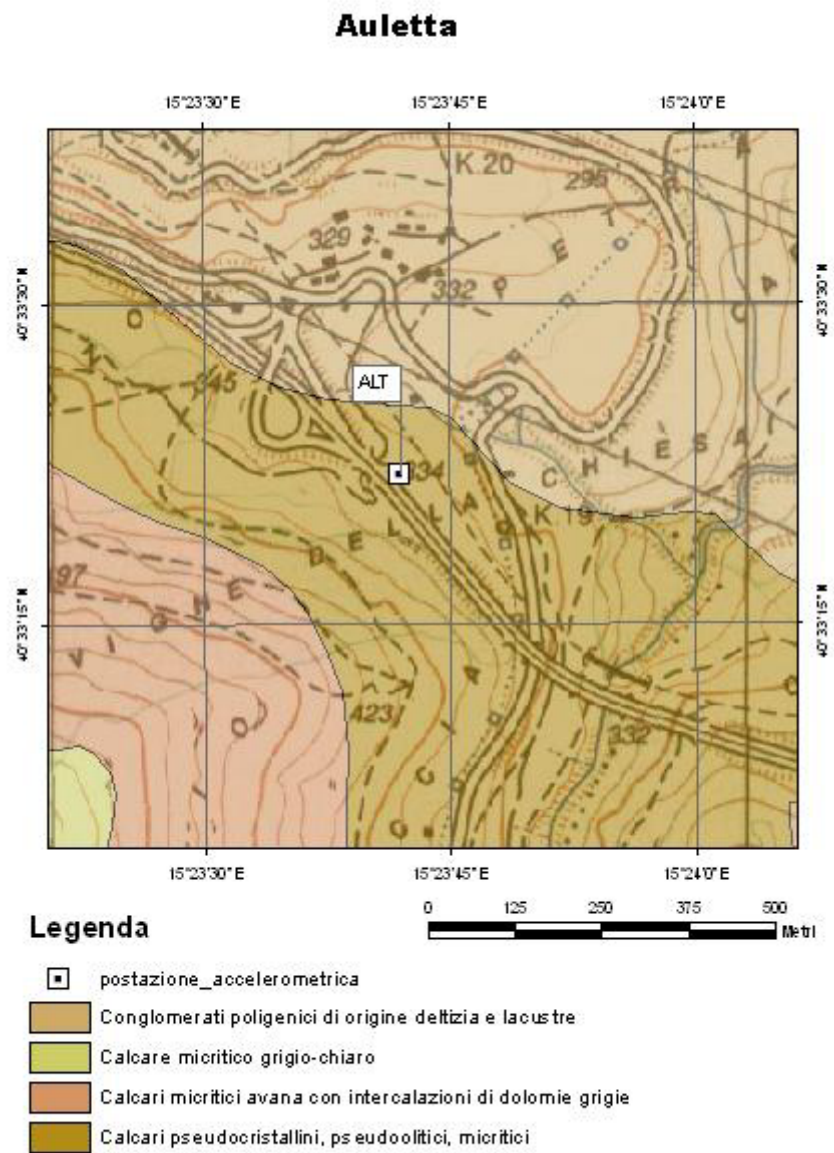 Auletta
15°23'30"E 15°23'45"E 15°24'0"E
K 20
295
329
332
P E T R A
40°33'30"N 40°33'30"N
345
ALT
334
C H I E S A
K 19
D E L L A
97
V I G N E
40°33'15"N 40°33'15"N
423
332
15°23'30"E 15°23'45"E 15°24'0"E
Legenda
0 125 250 375 500
Metri
postazione_accelerometrica
Conglomerati poligenici di origine deltizia e lacustre
Calcare micritico grigio-chiaro
Calcari micritici avana con intercalazioni di dolomie grigie
Calcari pseudocristallini, pseudoolitici, micritici